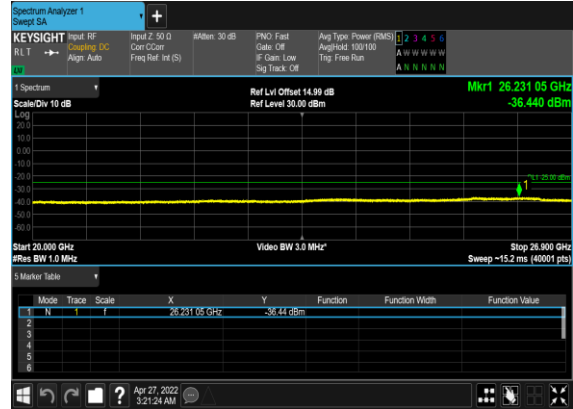 Spectrum Analyzer 1
Swept SA
+
KEYSIGHT Input: RF Input Z: 50 Ω #Atten: 30 dB PNO: Fast Avg Type: Power (RMS) 1 2 3 4 5 6
RLT Coupling: DC Corr CCorr Gate: Off Avg|Hold: 100/100 A W W W W W
Align: Auto Freq Ref: Int (S) IF Gain: Low Trig: Free Run
Sig Track: Off A N N N N N
LNI
1 Spectrum Ref Lvl Offset 14.99 dB Mkr1 26.231 05 GHz
Scale/Div 10 dB Ref Level 30.00 dBm -36.440 dBm
Log
20.0
10.0
0.00
-10.0
-20.0
DL1 -25.00 dBm
-30.0
1
-40.0
-50.0
-60.0
Start 20.000 GHz Video BW 3.0 MHz* Stop 26.900 GHz
#Res BW 1.0 MHz Sweep ~15.2 ms (40001 pts)
5 Marker Table
Mode Trace Scale X Y Function Function Width Function Value
1 N 1 f 26.231 05 GHz -36.44 dBm
2
3
4
5
6
? Apr 27, 2022
3:21:24 AM